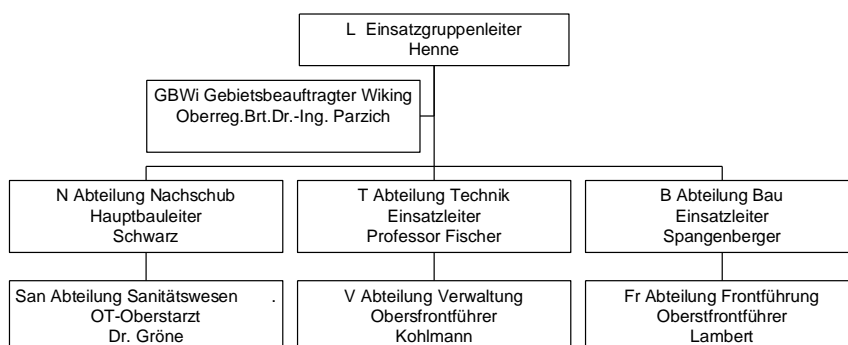 L Einsatzgruppenleiter
Henne
GBWi Gebietsbeauftragter Wiking
Oberreg.Brt.Dr.-Ing. Parzich
N Abteilung Nachschub
Hauptbauleiter
Schwarz
T Abteilung Technik
Einsatzleiter
Professor Fischer
B Abteilung Bau
Einsatzleiter
Spangenberger
San Abteilung Sanitätswesen .
OT-Oberstarzt
Dr. Gröne
V Abteilung Verwaltung
Obersfrontführer
Kohlmann
Fr Abteilung Frontführung
Oberstfrontführer
Lambert